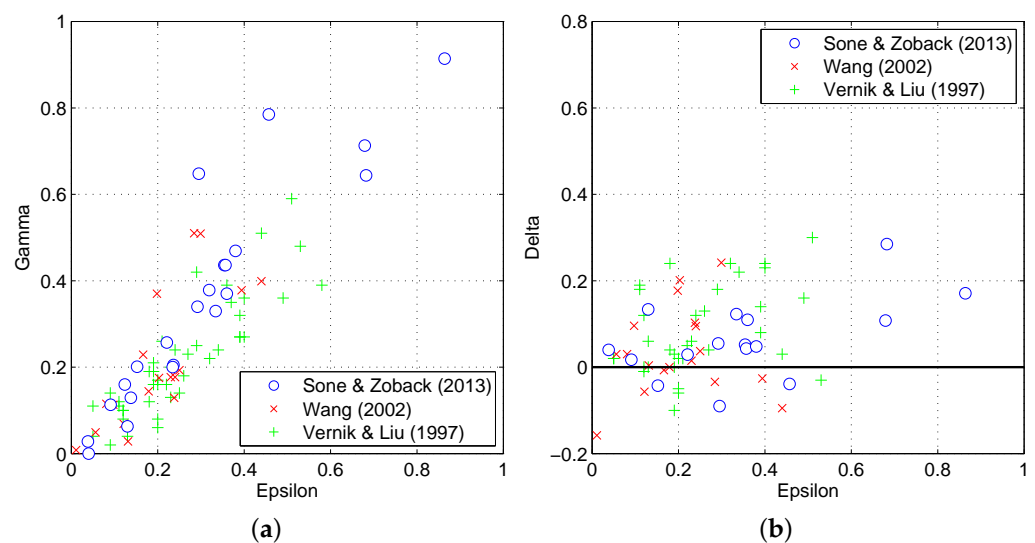 1
0.8
0.6
0.4
0.2
0
Gamma
0
0.2
0.4
0.6
0.8
1
Epsilon
Sone & Zoback (2013)
Wang (2002)
Vernik & Liu (1997)
(a)
0.8
0.6
0.4
0.2
0
−0.2
Delta
0
0.2
0.4
0.6
0.8
1
Epsilon
Sone & Zoback (2013)
Wang (2002)
Vernik & Liu (1997)
(b)